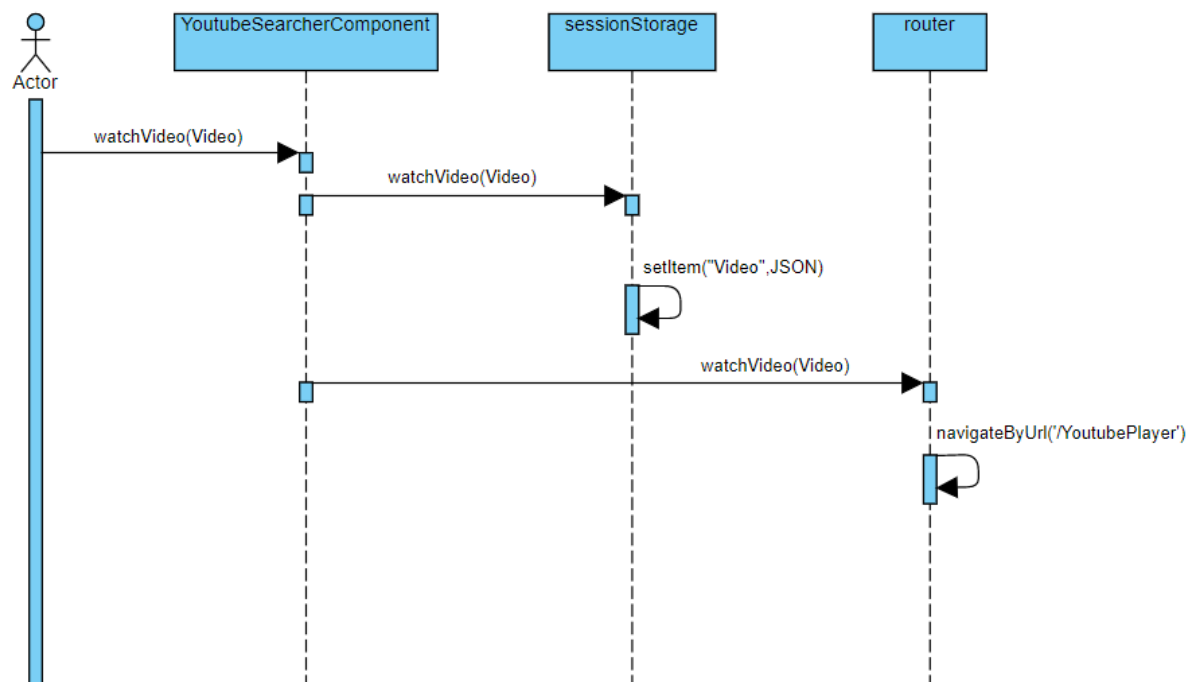 YoutubeSearcherComponent
sessionStorage
router
Actor
watchVideo(Video)
watchVideo(Video)
setItem("Video",JSON)
watchVideo(Video)
navigateByUrl('/YoutubePlayer')